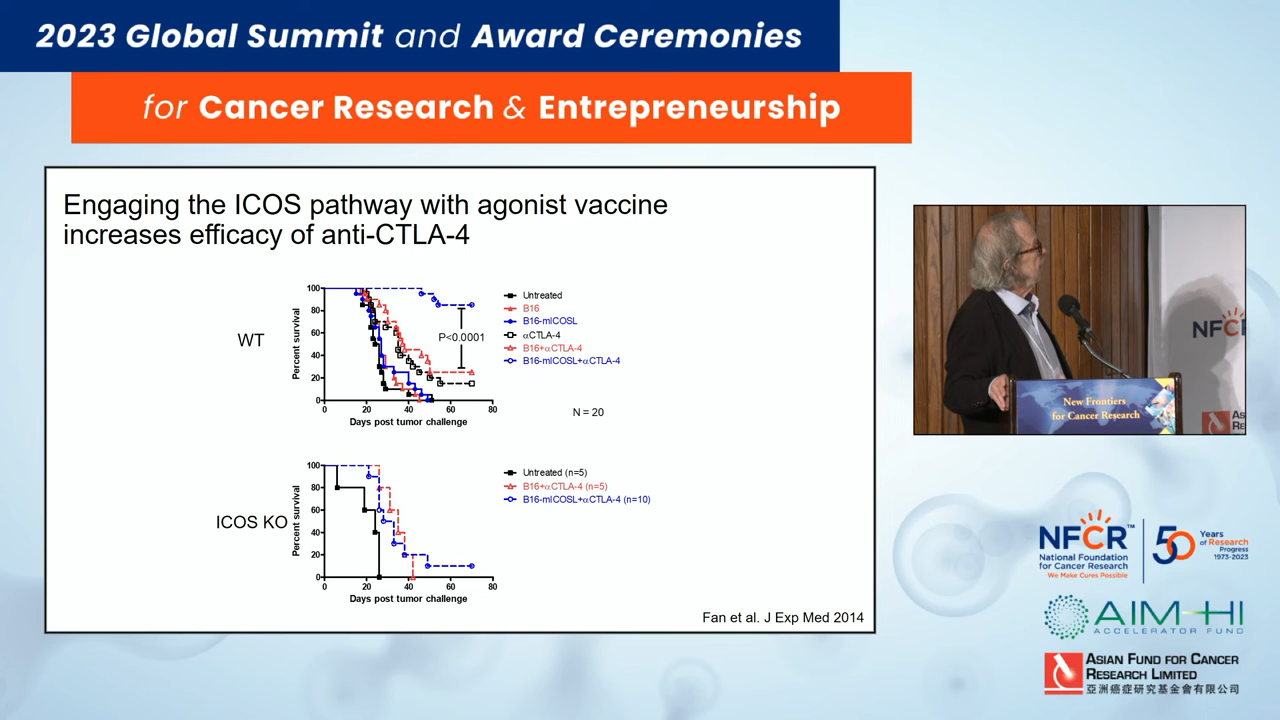 2023 Global Summit and Award Ceremonies
for Cancer Research & Entrepreneurship
Engaging the ICOS pathway with agonist vaccine
increases efficacy of anti-CTLA-4
WT
Percent survival
100
80
60
40
20
0
0 20 40 60 80
Days post tumor challenge
P<0.0001
Untreated
B16
B16-mICOSL
αCTLA-4
B16+αCTLA-4
B16-mICOSL+αCTLA-4
N = 20
ICOS KO
Percent survival
100
80
60
40
20
0
0 20 40 60 80
Days post tumor challenge
Untreated (n=5)
B16+αCTLA-4 (n=5)
B16-mICOSL+αCTLA-4 (n=10)
Fan et al. J Exp Med 2014
NFC
New Frontiers
for Cancer Research
As
Re
NFCR™
National Foundation
for Cancer Research
We Make Cures Possible
50 Years
of Research
Progress
1973-2023
AIM-HI
ACCELERATOR FUND
ASIAN FUND FOR CANCER
RESEARCH LIMITED
亞洲癌症研究基金會有限公司